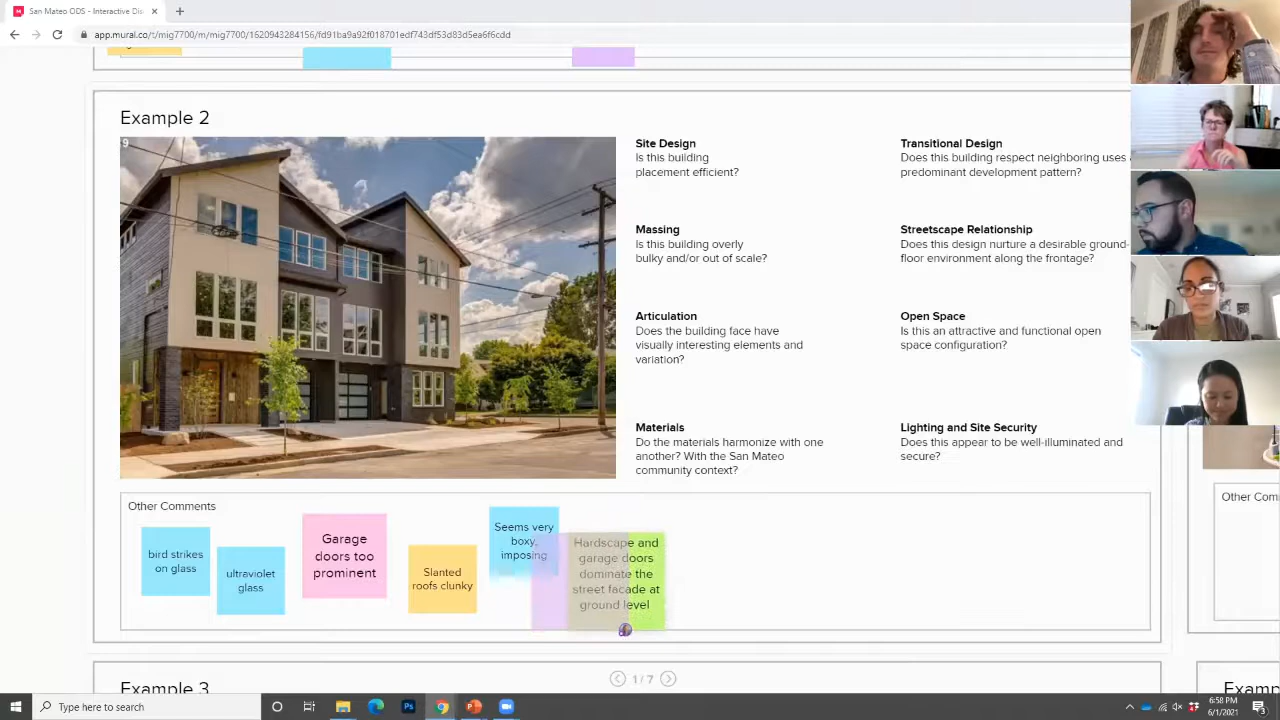 San Mateo ODS - Interactive Dis
app.mural.co/t/mig7700/m/mig7700/1620943284156/fd91ba9a92f018701edf743df53d83d5ea6f6cdd
Example 2
9
Site Design
Is this building
placement efficient?
Transitional Design
Does this building respect neighboring uses
predominant development pattern?
Massing
Is this building overly
bulky and/or out of scale?
Streetscape Relationship
Does this design nurture a desirable ground-
floor environment along the frontage?
Articulation
Does the building face have
visually interesting elements and
variation?
Open Space
Is this an attractive and functional open
space configuration?
Materials
Do the materials harmonize with one
another? With the San Mateo
community context?
Lighting and Site Security
Does this appear to be well-illuminated and
secure?
Other Comments
bird strikes
on glass
ultraviolet
glass
Garage
doors too
prominent
Slanted
roofs clunky
Seems very
boxy,
imposing
Hardscape and
garage doors
dominate the
street facade at
ground level
Other Com
Example 3
1 / 7
Examp
Type here to search
6:58 PM
6/1/2021